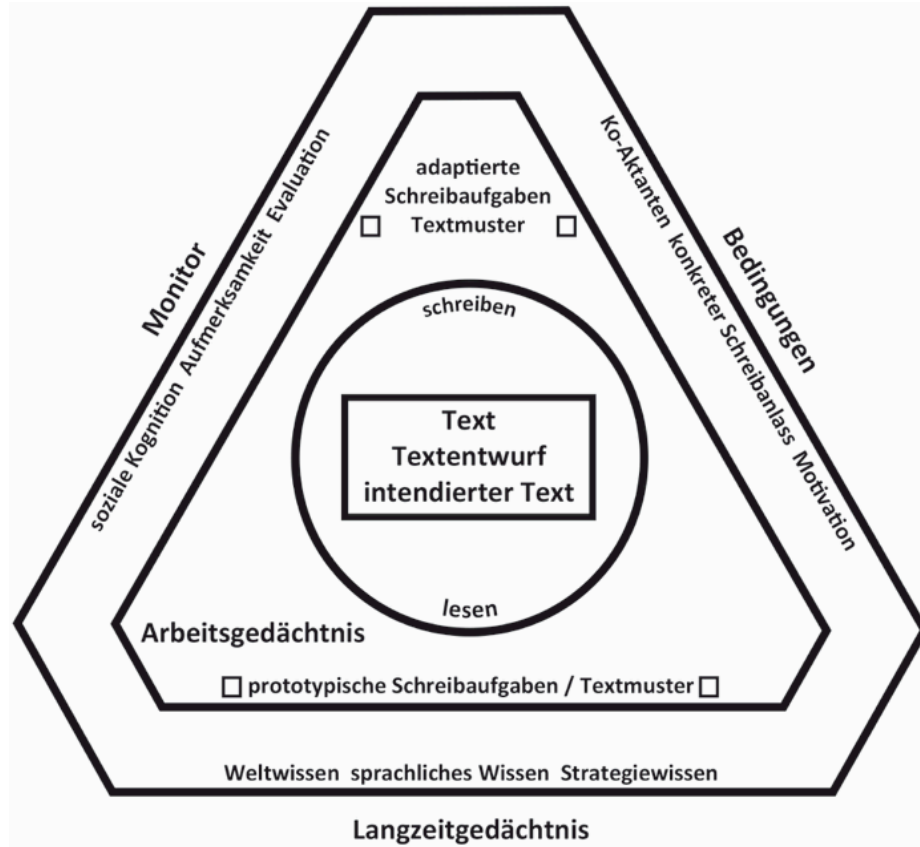 adaptierte
Schreibaufgaben
Textmuster
Monitor
soziale Kognition Aufmerksamkeit Evaluation
Bedingungen
Ko-Aktanten konkreter Schreibanlass Motivation
schreiben
Text
Textentwurf
intendierter Text
lesen
Arbeitsgedächtnis
prototypische Schreibaufgaben / Textmuster
Weltwissen sprachliches Wissen Strategiewissen
Langzeitgedächtnis